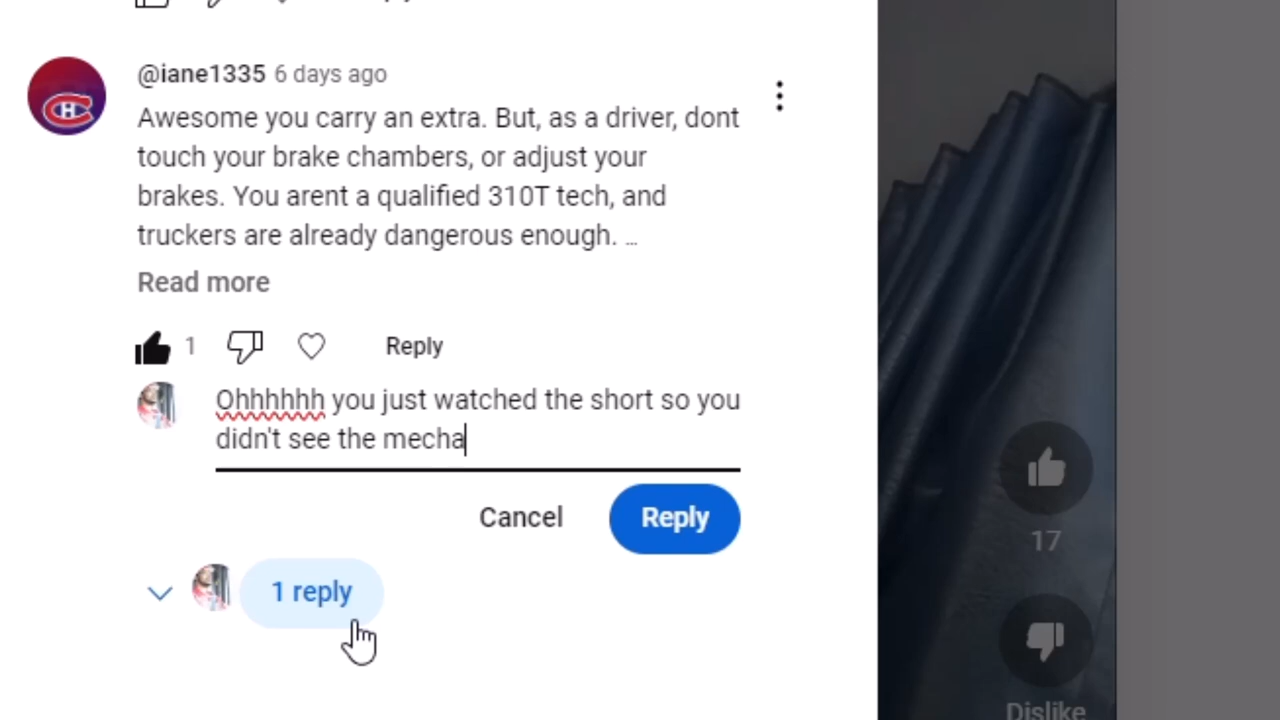 @iane1335 6 days ago
Awesome you carry an extra. But, as a driver, dont
touch your brake chambers, or adjust your
brakes. You arent a qualified 310T tech, and
truckers are already dangerous enough. ...
Read more
1
Reply
Ohhhhhh you just watched the short so you
didn't see the mecha
Cancel
Reply
1 reply
17
Dislike